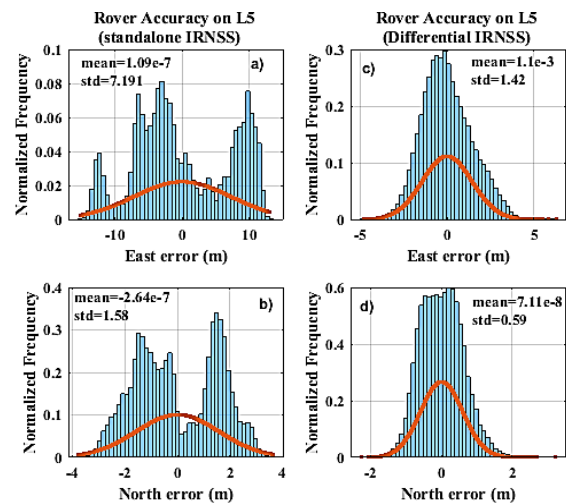 Rover Accuracy on L5
(standalone IRNSS)
mean=1.09e-7
std=7.191
a)
Normalized Frequency
0.1
0.08
0.06
0.04
0.02
0
-10
0
10
East error (m)
Rover Accuracy on L5
(Differential IRNSS)
c)
mean=1.1e-3
std=1.42
Normalized Frequency
0.3
0.2
0.1
0
-5
0
5
East error (m)
mean=-2.64e-7
std=1.58
b)
Normalized Frequency
0.4
0.3
0.2
0.1
0
-4
-2
0
2
4
North error (m)
d)
mean=7.11e-8
std=0.59
Normalized Frequency
0.6
0.4
0.2
0
-2
0
2
North error (m)